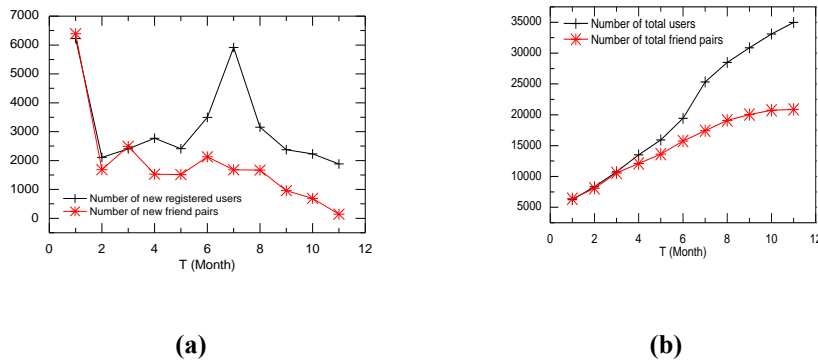 7000
6000
5000
4000
3000
2000
1000
0
Number of new registered users
Number of new friend pairs
0 2 4 6 8 10 12
T (Month)
(a)
35000
30000
25000
20000
15000
10000
5000
Number of total users
Number of total friend pairs
0 2 4 6 8 10 12
T (Month)
(b)